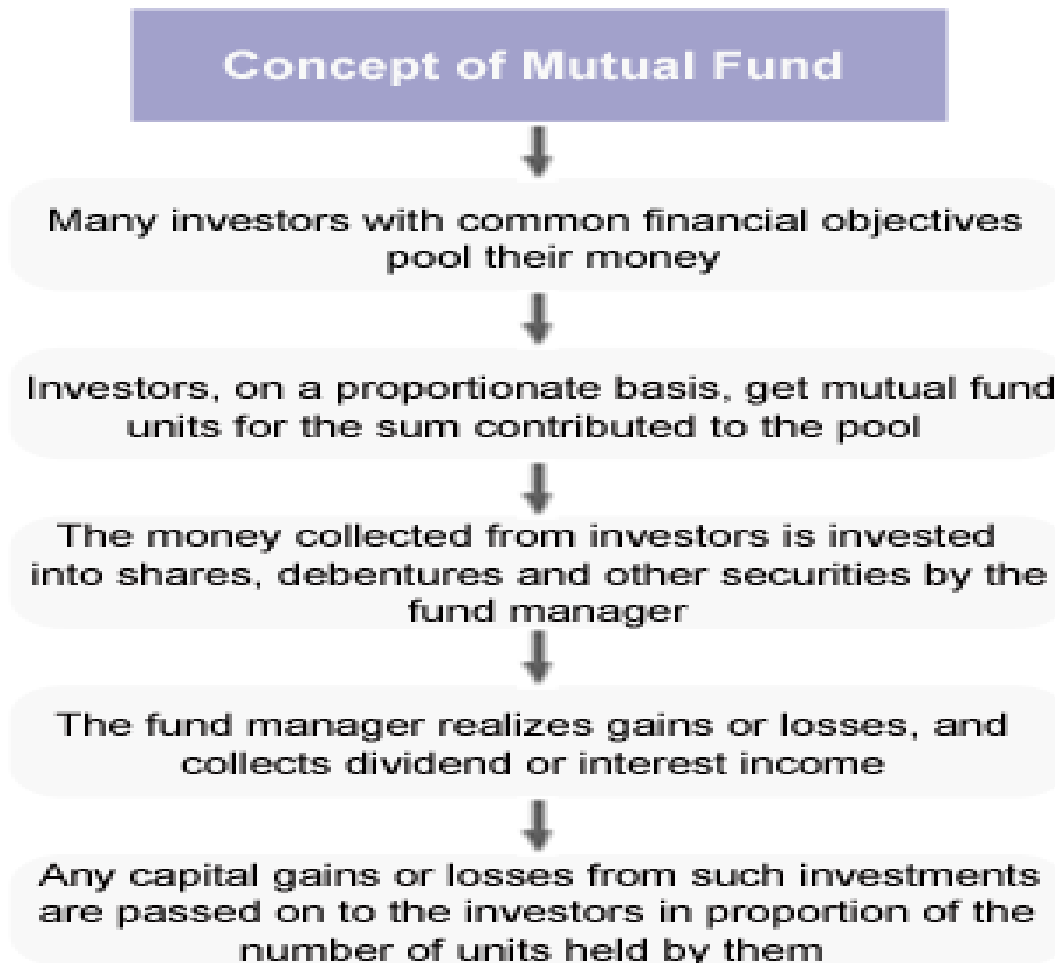 Concept of Mutual Fund
Many investors with common financial objectives
pool their money
Investors, on a proportionate basis, get mutual fund
units for the sum contributed to the pool
The money collected from investors is invested
into shares, debentures and other securities by the
fund manager
The fund manager realizes gains or losses, and
collects dividend or interest income
Any capital gains or losses from such investments
are passed on to the investors in proportion of the
number of units held by them